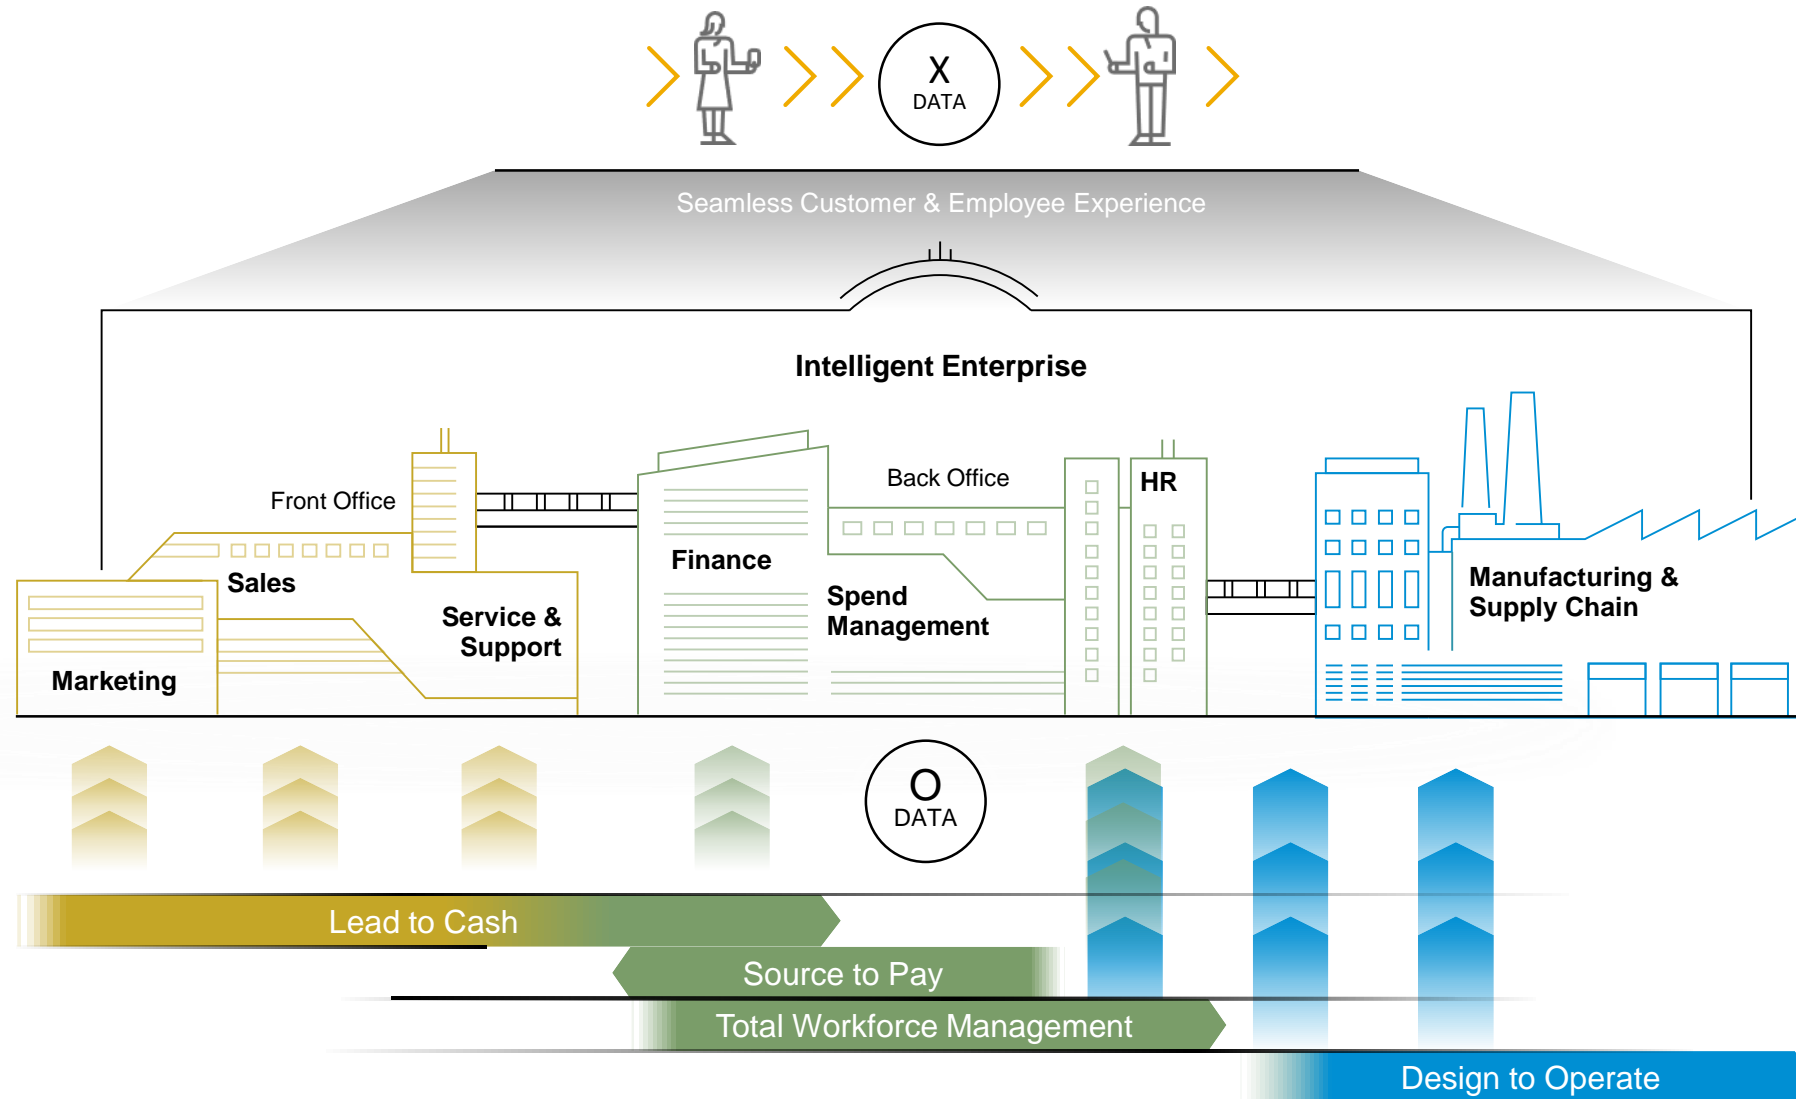 X
DATA
Seamless Customer & Employee Experience
Intelligent Enterprise
Front Office
Back Office
HR
Sales
Finance
Manufacturing &
Supply Chain
Service &
Support
Spend
Management
Marketing
O
DATA
Lead to Cash
Source to Pay
Total Workforce Management
Design to Operate